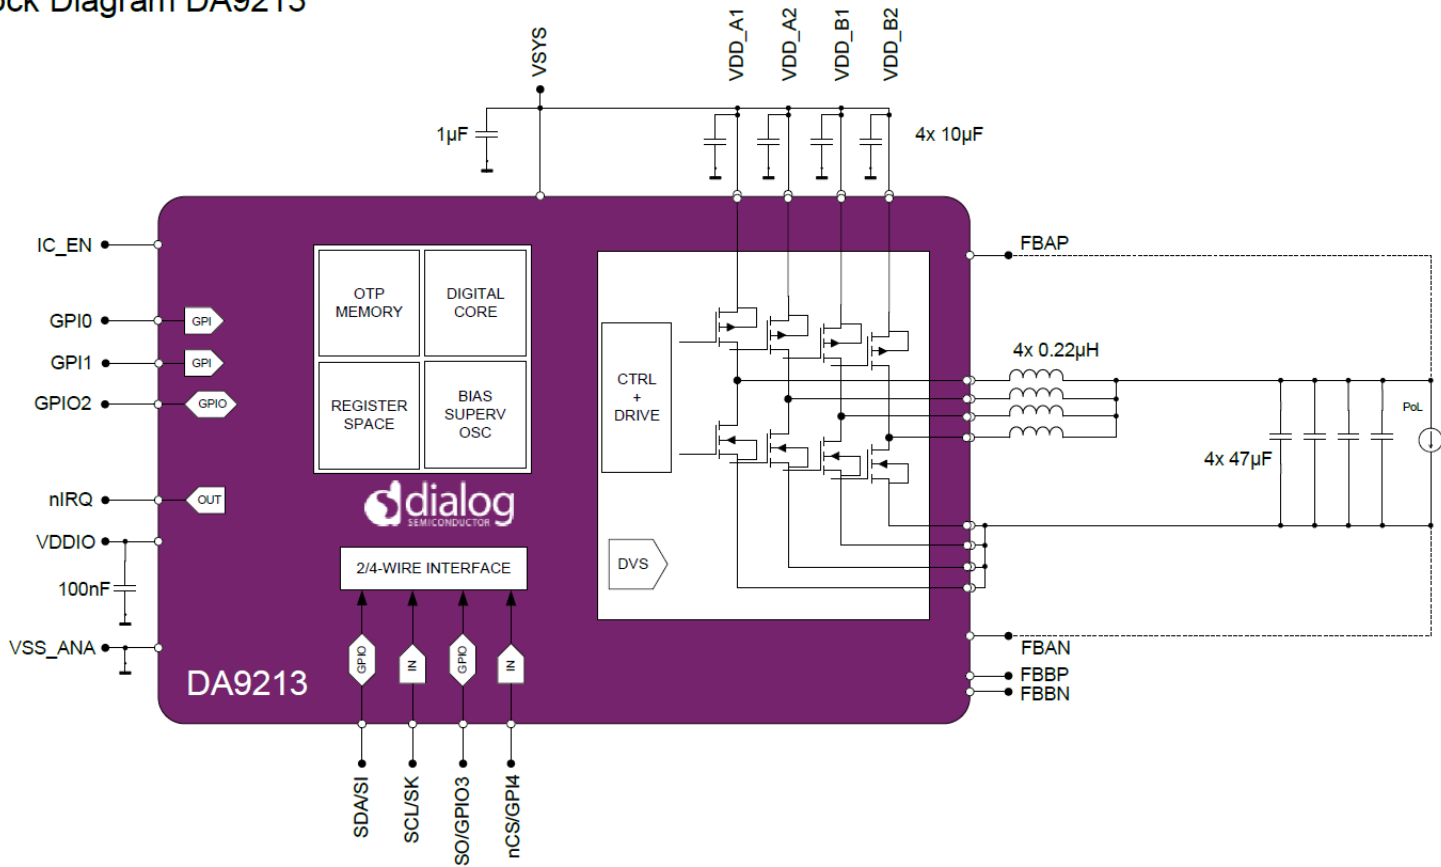 Block Diagram DA9213
VSYS
VDD_A1
VDD_A2
VDD_B1
VDD_B2
1µF
4x 10µF
IC_EN
GPI0
GPI
GPI1
GPI
GPIO2
GPIO
nIRQ
OUT
VDDIO
100nF
VSS_ANA
OTP
MEMORY
DIGITAL
CORE
REGISTER
SPACE
BIAS
SUPERV
OSC
dialog
SEMICONDUCTOR
2/4-WIRE INTERFACE
GPIO
IN
GPIO
IN
DA9213
SDA/SI
SCL/SK
SO/GPIO3
nCS/GPI4
CTRL
+
DRIVE
DVS
FBAP
4x 0.22µH
PoL
4x 47µF
FBAN
FBBP
FBBN